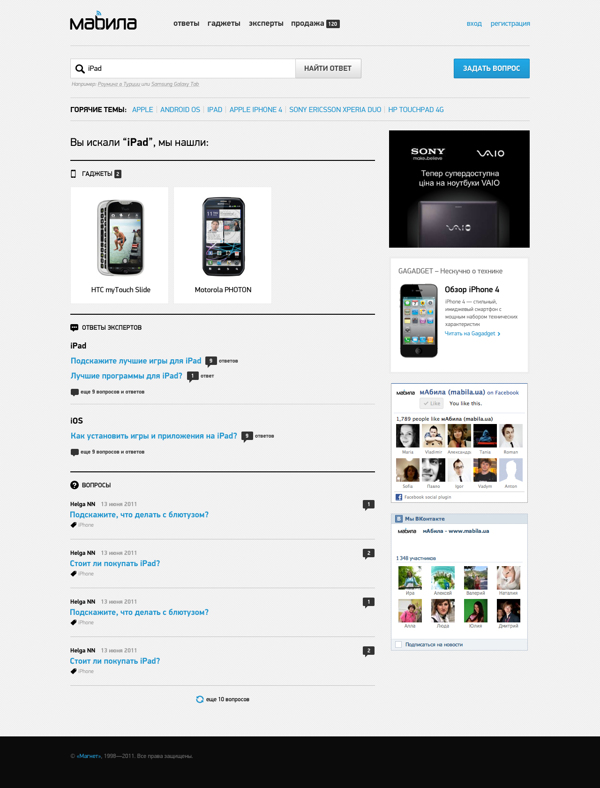 мабила
ответы гаджеты эксперты продажа 120
вход регистрация
iPad
НАЙТИ ОТВЕТ
ЗАДАТЬ ВОПРОС
Например: Роуминг в Турции или Samsung Galaxy Tab
ГОРЯЧИЕ ТЕМЫ: APPLE ANDROID OS IPAD APPLE IPHONE 4 SONY ERICSSON XPERIA DUO HP TOUCHPAD 4G
Вы искали “iPad”, мы нашли:
ГАДЖЕТЫ 2
HTC myTouch Slide
Motorola PHOTON
ОТВЕТЫ ЭКСПЕРТОВ
iPad
Подскажите лучшие игры для iPad 9 ответов
Лучшие программы для iPad? 1 ответ
еще 9 вопросов и ответов
iOS
Как установить игры и приложения на iPad? 9 ответов
еще 9 вопросов и ответов
ВОПРОСЫ
Helga NN 13 июня 2011 1
Подскажите, что делать с блютузом?
iPhone
Helga NN 13 июня 2011 2
Стоит ли покупать iPad?
iPhone
Helga NN 13 июня 2011 1
Подскажите, что делать с блютузом?
iPhone
Helga NN 13 июня 2011 2
Стоит ли покупать iPad?
iPhone
еще 10 вопросов
SONY
make.believe
VAIO
Тепер супердоступна
ціна на ноутбуки VAIO
VAIO
GAGADGET – Нескучно о технике
Обзор iPhone 4
iPhone 4 — стильный,
имиджевый смартфон с
мощным набором технических
характеристик
Читать на Gagadget
мабила
мАбила (mabila.ua) on Facebook
Like You like this.
1,789 people like мАбила (mabila.ua)
Maria Vladimir Александр Tania Roman
Sofia Павло Igor Vadym Anton
Facebook social plugin
Мы ВКонтакте
мабила мАбила - www.mabila.ua
1 348 участников
Ира Алексей Валерий Наталия
Алла Люда Юлия Дмитрий
Подписаться на новости
© «Магнет», 1999—2011. Все права защищены.